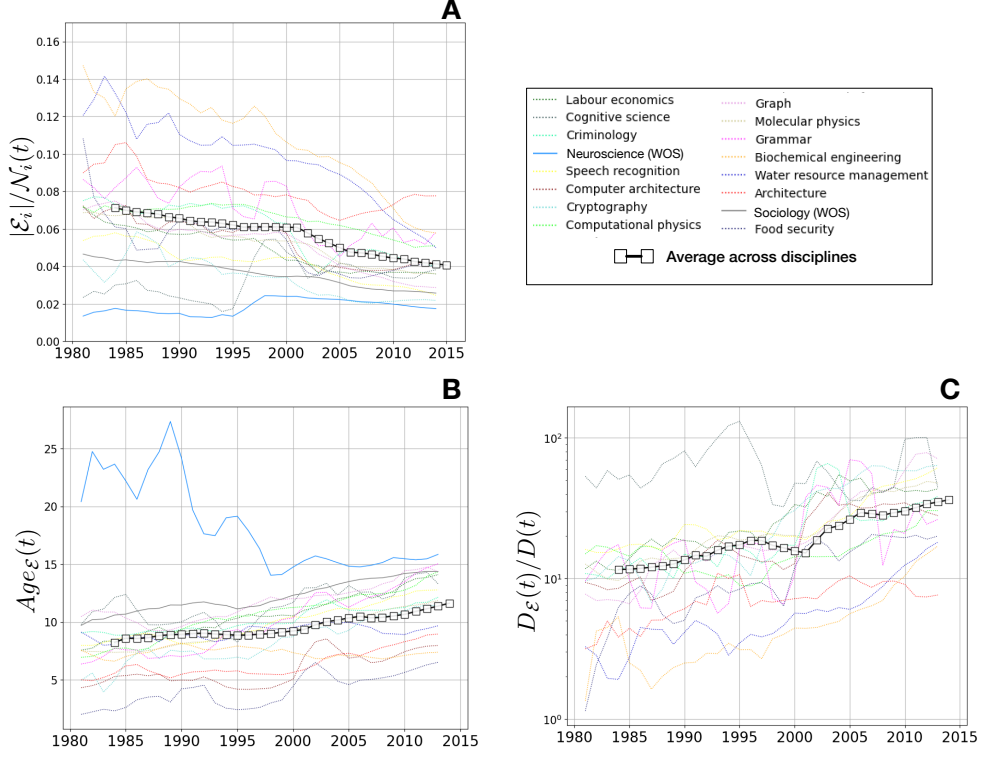 A
|ℰᵢ|/𝒩ᵢ(t)
0.16
0.14
0.12
0.10
0.08
0.06
0.04
0.02
0.00
1980 1985 1990 1995 2000 2005 2010 2015
Labour economics
Cognitive science
Criminology
Neuroscience (WOS)
Speech recognition
Computer architecture
Cryptography
Computational physics
Graph
Molecular physics
Grammar
Biochemical engineering
Water resource management
Architecture
Sociology (WOS)
Food security
Average across disciplines
B
Age_ℰ(t)
25
20
15
10
5
1980 1985 1990 1995 2000 2005 2010 2015
C
D_ℰ(t)/D(t)
10²
10¹
10⁰
1980 1985 1990 1995 2000 2005 2010 2015